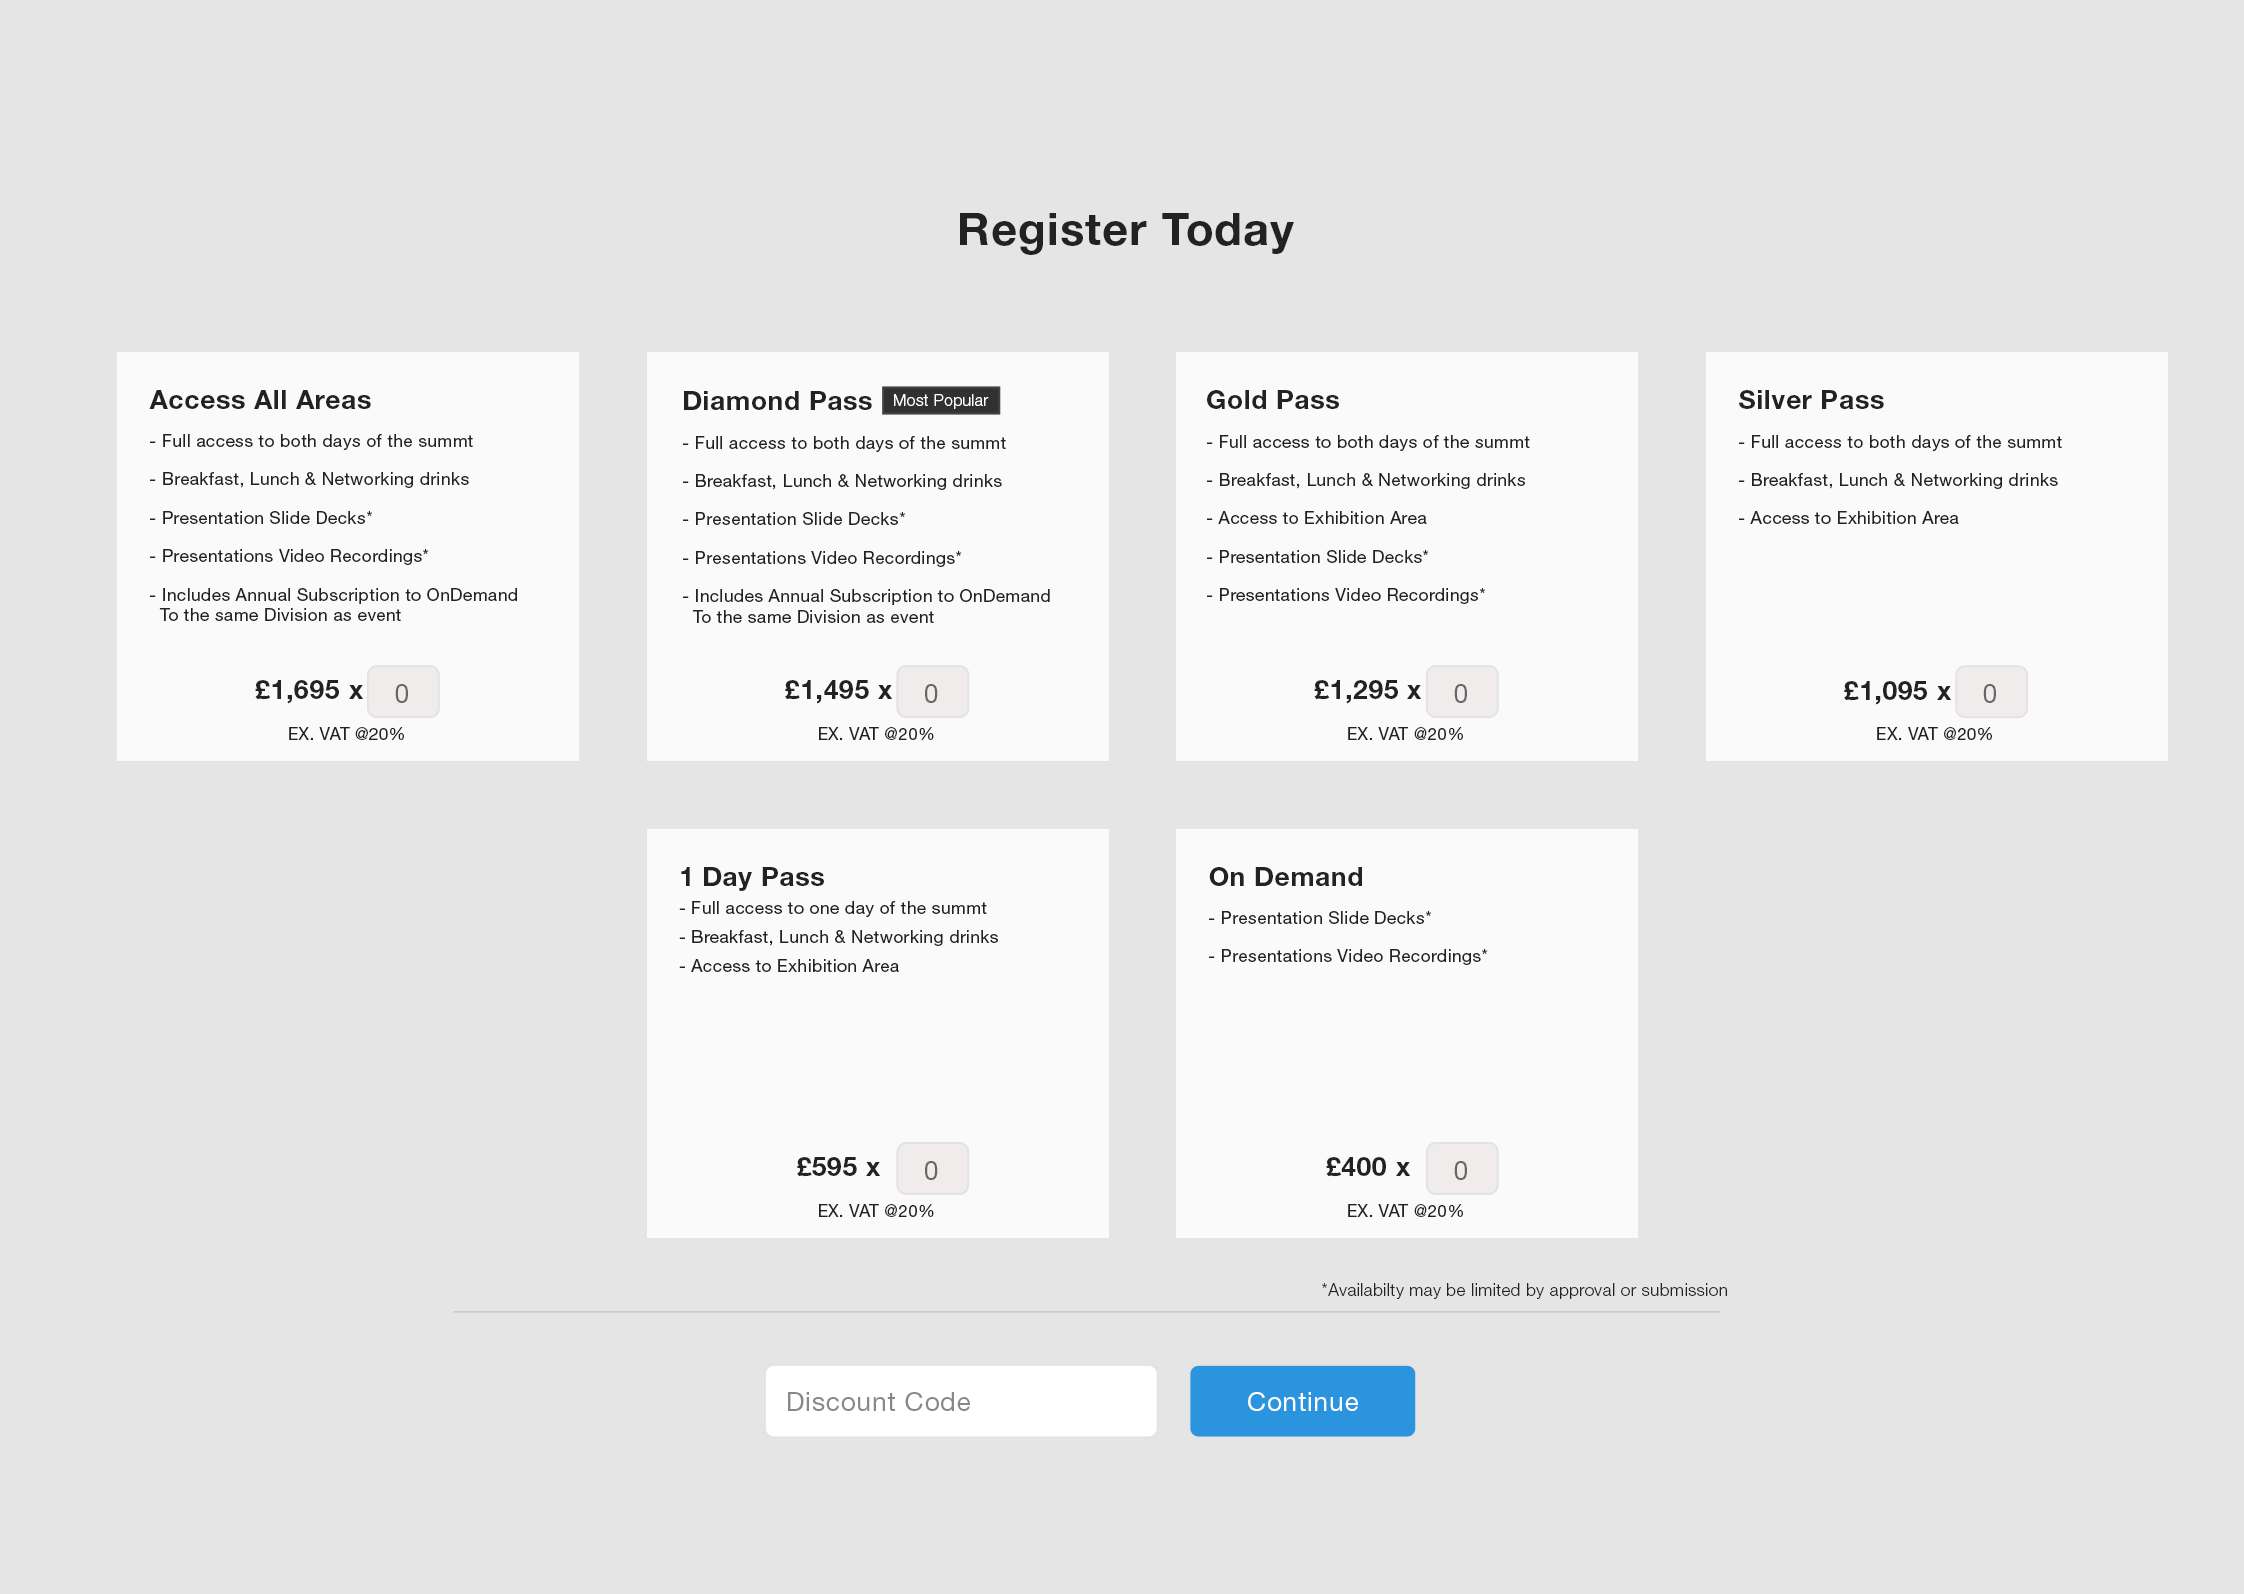 Register Today
Access All Areas
- Full access to both days of the summt
- Breakfast, Lunch & Networking drinks
- Presentation Slide Decks*
- Presentations Video Recordings*
- Includes Annual Subscription to OnDemand
To the same Division as event
£1,695 x 0
EX. VAT @20%
Diamond Pass Most Popular
- Full access to both days of the summt
- Breakfast, Lunch & Networking drinks
- Presentation Slide Decks*
- Presentations Video Recordings*
- Includes Annual Subscription to OnDemand
To the same Division as event
£1,495 x 0
EX. VAT @20%
Gold Pass
- Full access to both days of the summt
- Breakfast, Lunch & Networking drinks
- Access to Exhibition Area
- Presentation Slide Decks*
- Presentations Video Recordings*
£1,295 x 0
EX. VAT @20%
Silver Pass
- Full access to both days of the summt
- Breakfast, Lunch & Networking drinks
- Access to Exhibition Area
£1,095 x 0
EX. VAT @20%
1 Day Pass
- Full access to one day of the summt
- Breakfast, Lunch & Networking drinks
- Access to Exhibition Area
£595 x 0
EX. VAT @20%
On Demand
- Presentation Slide Decks*
- Presentations Video Recordings*
£400 x 0
EX. VAT @20%
*Availabilty may be limited by approval or submission
Discount Code
Continue